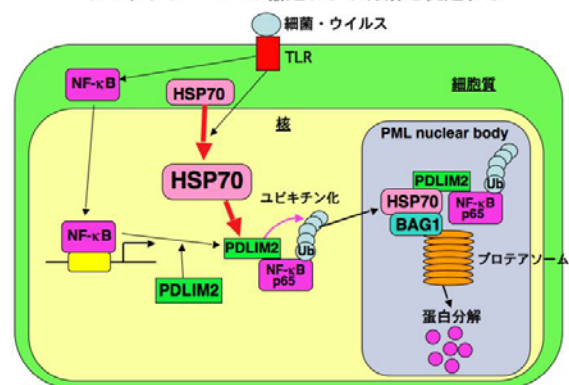 細菌・ウイルス
TLR
NF-κB
HSP70
細胞質
核
PML nuclear body
HSP70
ユビキチン化
PDLIM2
Ub
HSP70
NF-κB
p65
BAG1
NF-κB
PDLIM2
Ub
NF-κB
p65
プロテアソーム
PDLIM2
蛋白分解